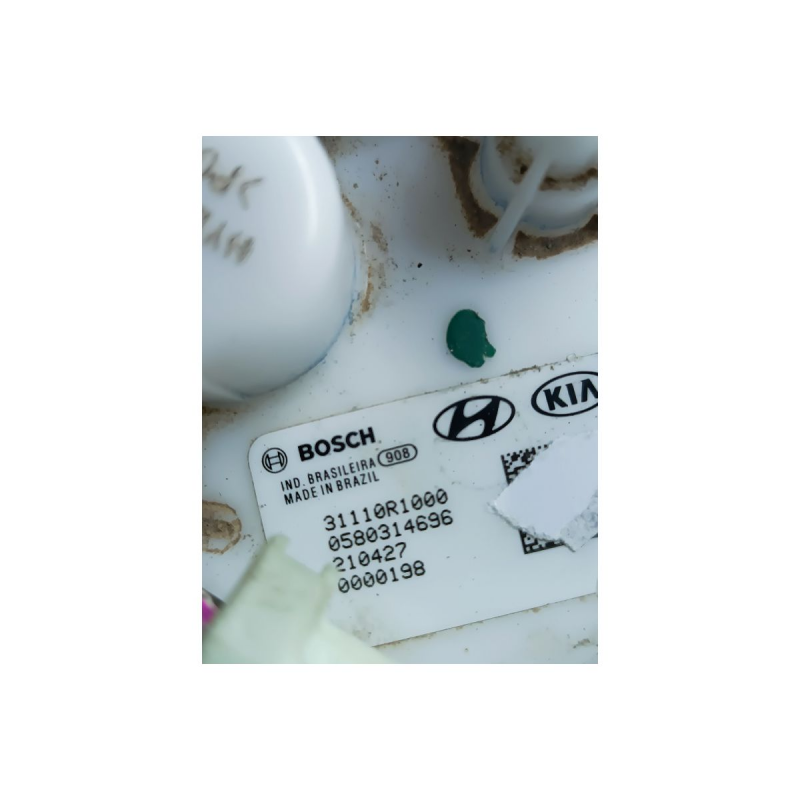 BOSCH
KIA
IND. BRASILEIRA 908
MADE IN BRAZIL
31110R1000
0580314696
210427
0000198